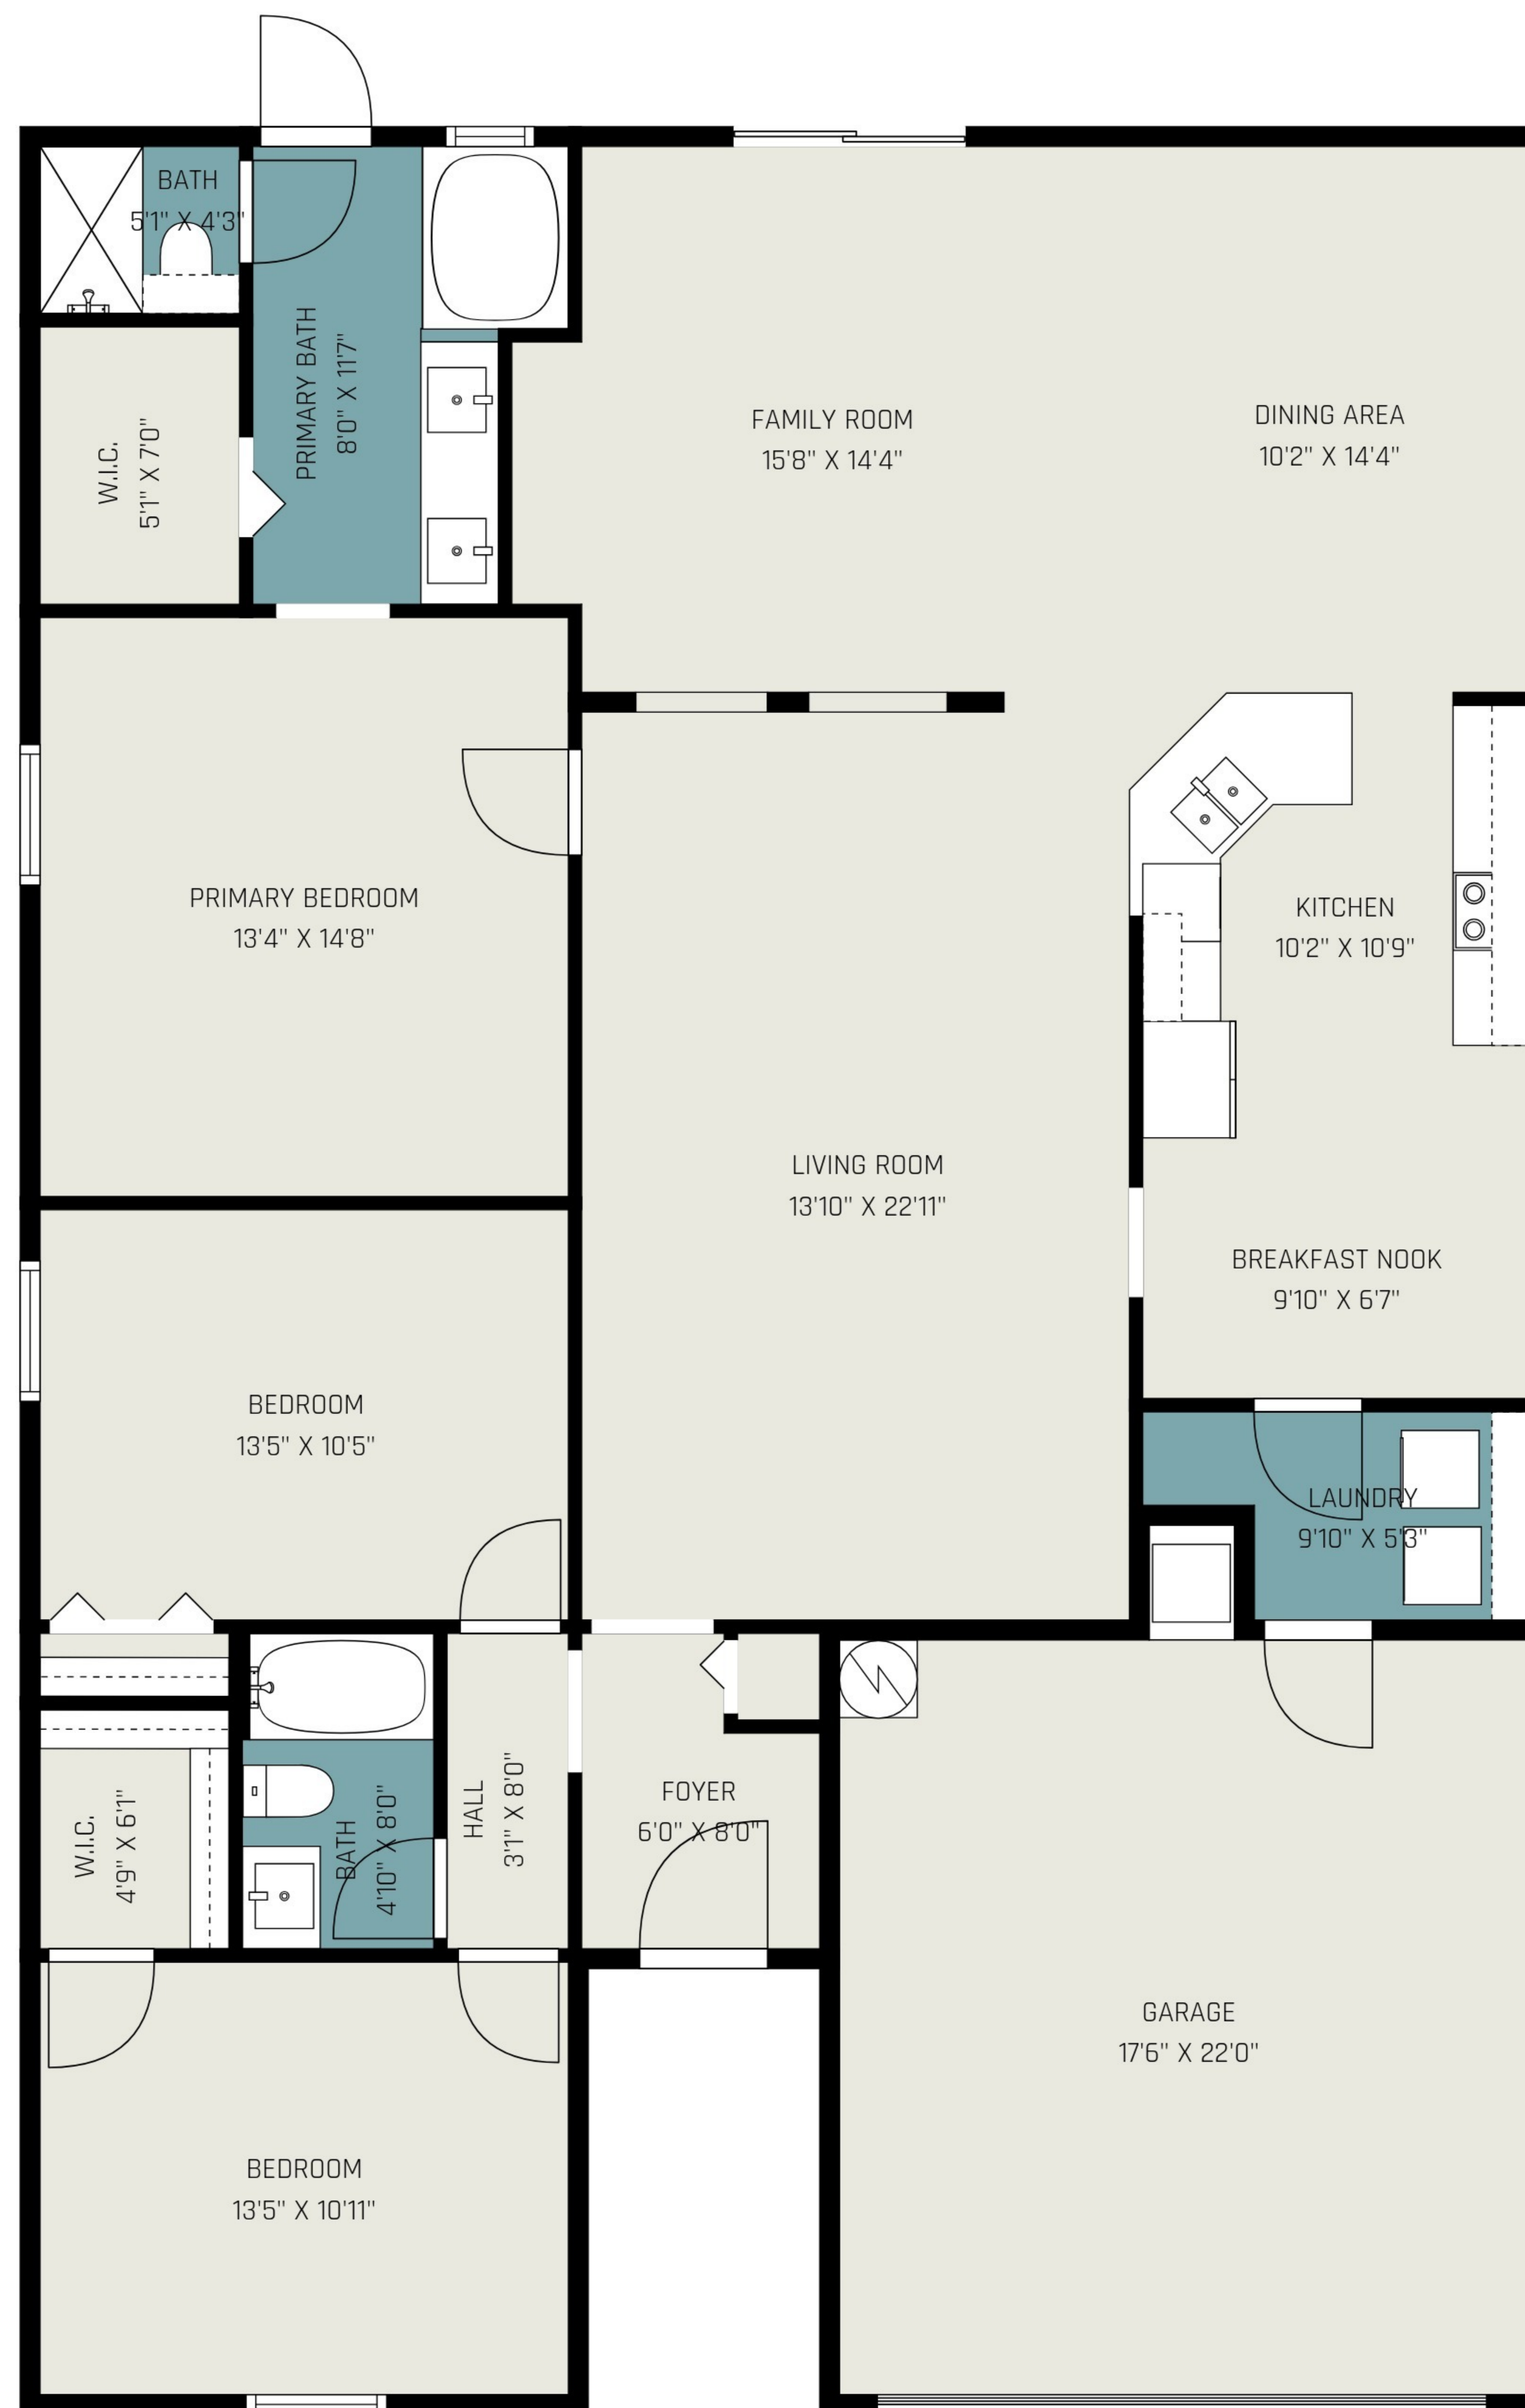 BATH
5'1" X 4'3"
PRIMARY BATH
8'0" X 11'7"
W.I.C.
5'1" X 7'0"
FAMILY ROOM
15'8" X 14'4"
DINING AREA
10'2" X 14'4"
PRIMARY BEDROOM
13'4" X 14'8"
KITCHEN
10'2" X 10'9"
LIVING ROOM
13'10" X 22'11"
BREAKFAST NOOK
9'10" X 6'7"
BEDROOM
13'5" X 10'5"
LAUNDRY
9'10" X 5'3"
W.I.C.
4'9" X 6'1"
BATH
4'10" X 8'0"
HALL
3'1" X 8'0"
FOYER
6'0" X 8'0"
GARAGE
17'6" X 22'0"
BEDROOM
13'5" X 10'11"